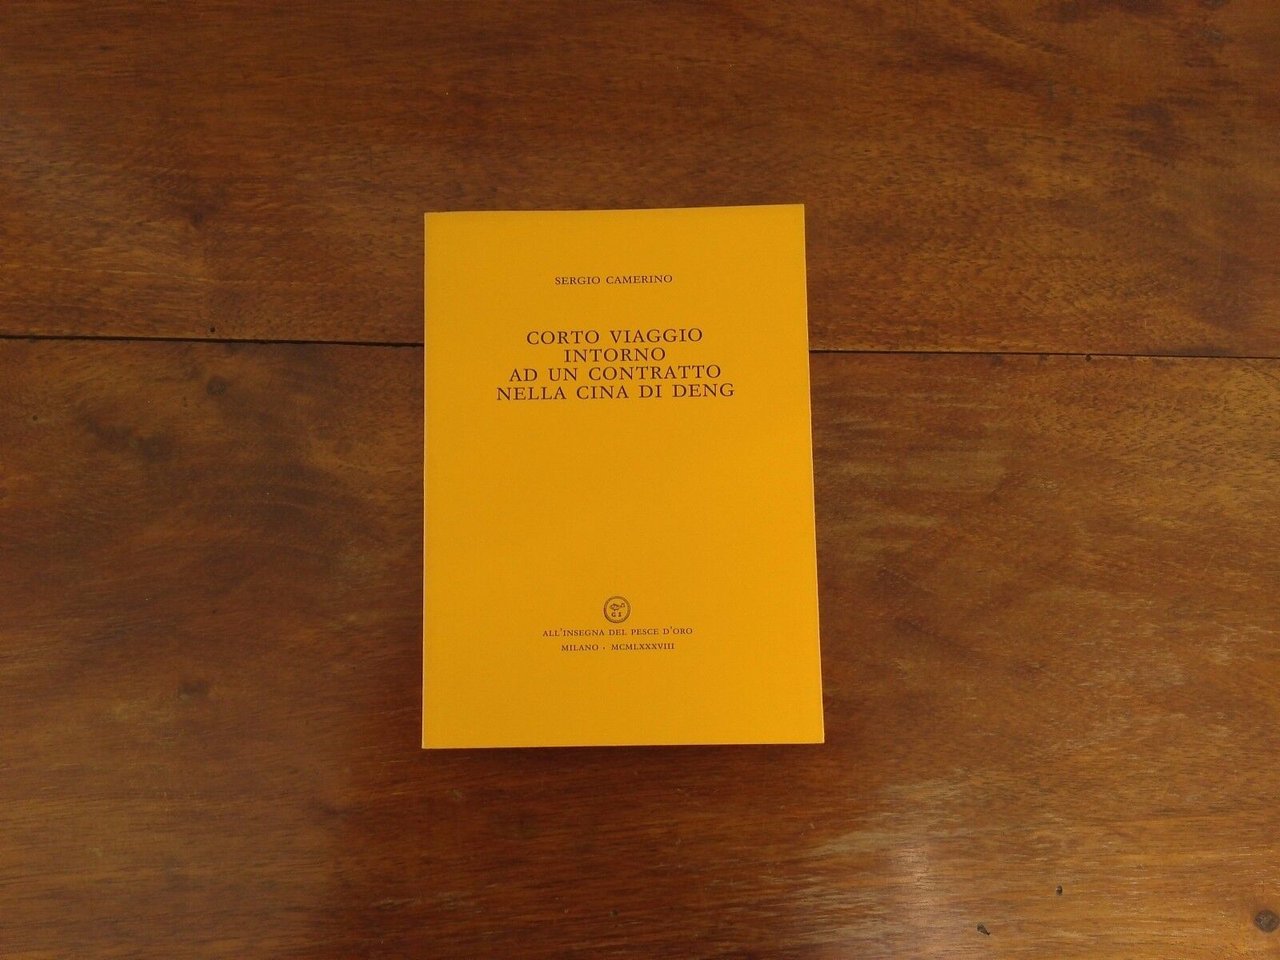 SERGIO CAMERINO
CORTO VIAGGIO
INTORNO
AD UN CONTRATTO
NELLA CINA DI DENG
G S
ALL'INSEGNA DEL PESCE D'ORO
MILANO · MCMLXXXVIII